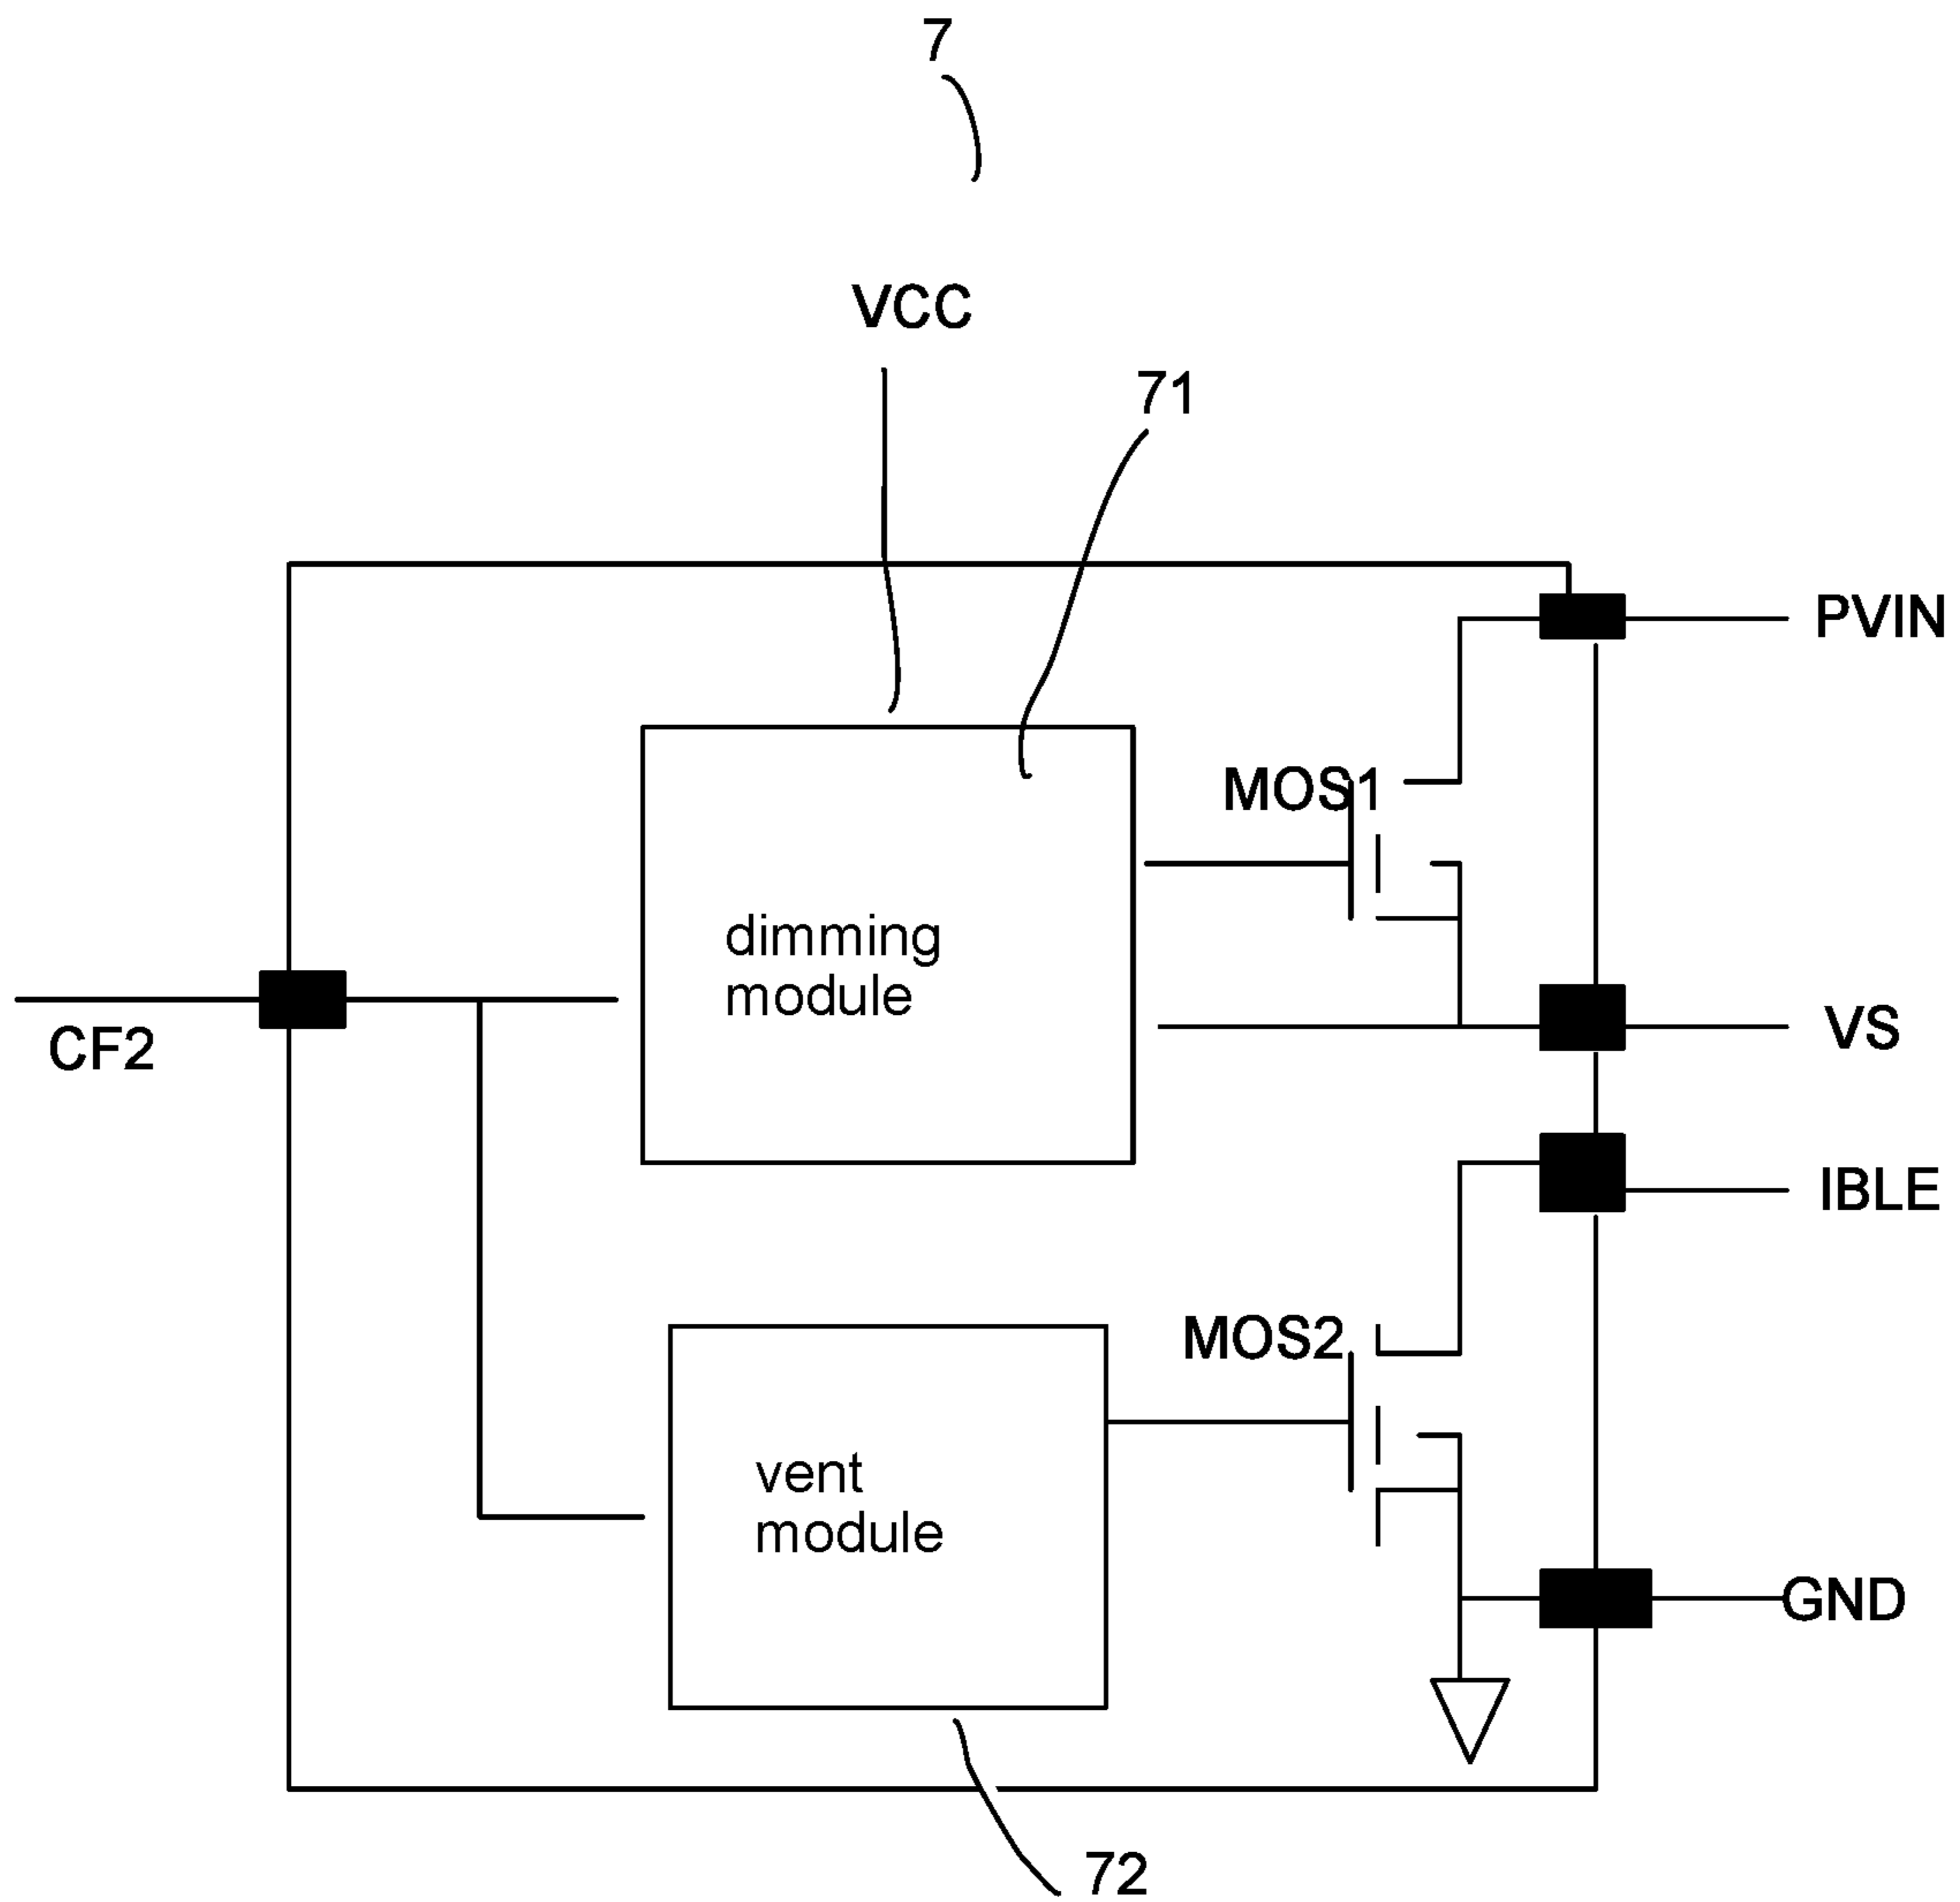 7
VCC
71
PVIN
MOS1
dimming
module
CF2
VS
IBLE
MOS2
vent
module
GND
72